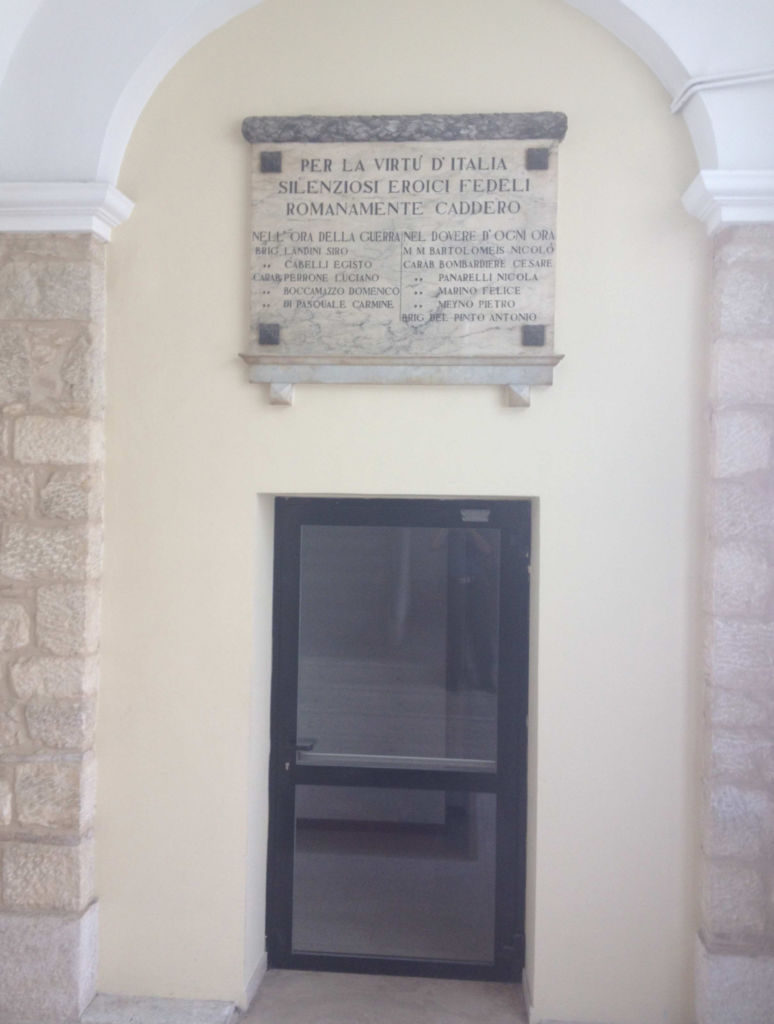 PER LA VIRTÚ D'ITALIA
SILENZIOSI EROICI FEDELI
ROMANAMENTE CADDERO
NELL'ORA DELLA GUERRA
BRIG. LANDINI SIRO
" CABELLI EGISTO
CARAB. PERRONE LUCIANO
" BOCCAMAZZO DOMENICO
" DI PASQUALE CARMINE
NEL DOVERE D'OGNI ORA
M M BARTOLOMEIS NICOLÓ
CARAB. BOMBARDIERE CESARE
" PANARELLI NICOLA
" MARINO FELICE
" MEYNO PIETRO
BRIG. DEL PINTO ANTONIO